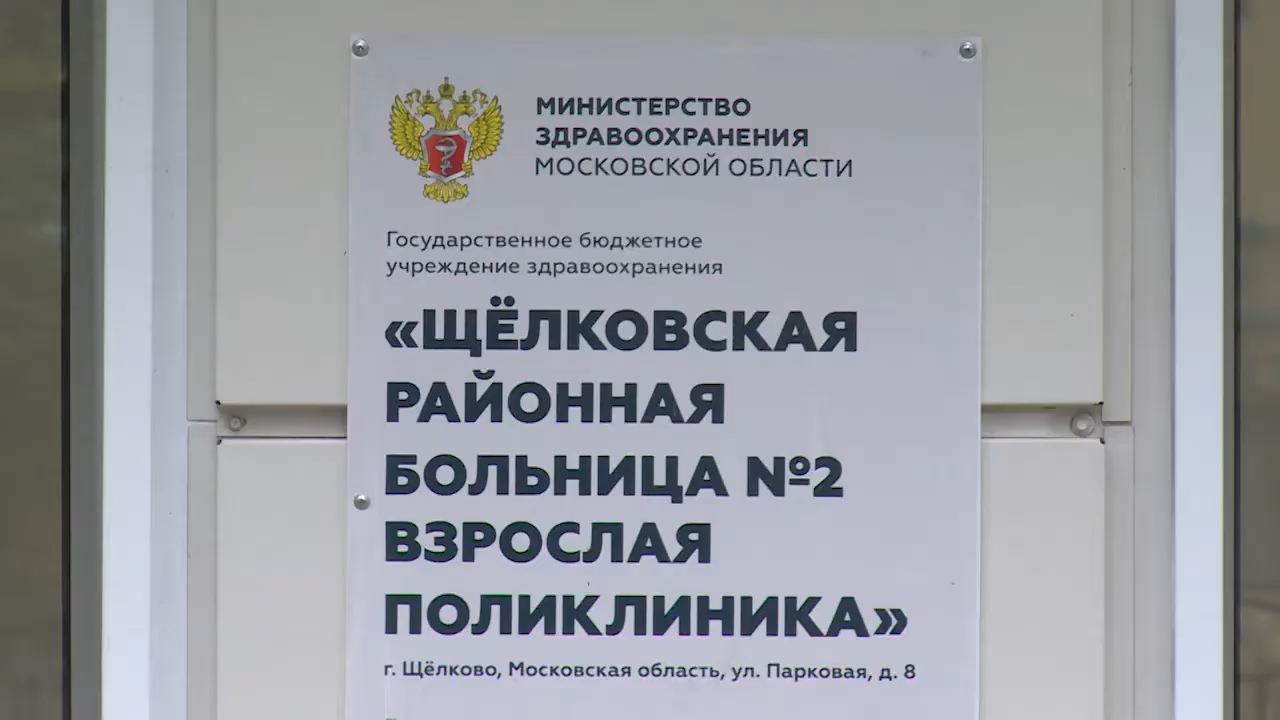 МИНИСТЕРСТВО
ЗДРАВООХРАНЕНИЯ
МОСКОВСКОЙ ОБЛАСТИ
Государственное бюджетное
учреждение здравоохранения
«ЩЁЛКОВСКАЯ
РАЙОННАЯ
БОЛЬНИЦА №2
ВЗРОСЛАЯ
ПОЛИКЛИНИКА»
г. Щёлково, Московская область, ул. Парковая, д. 8